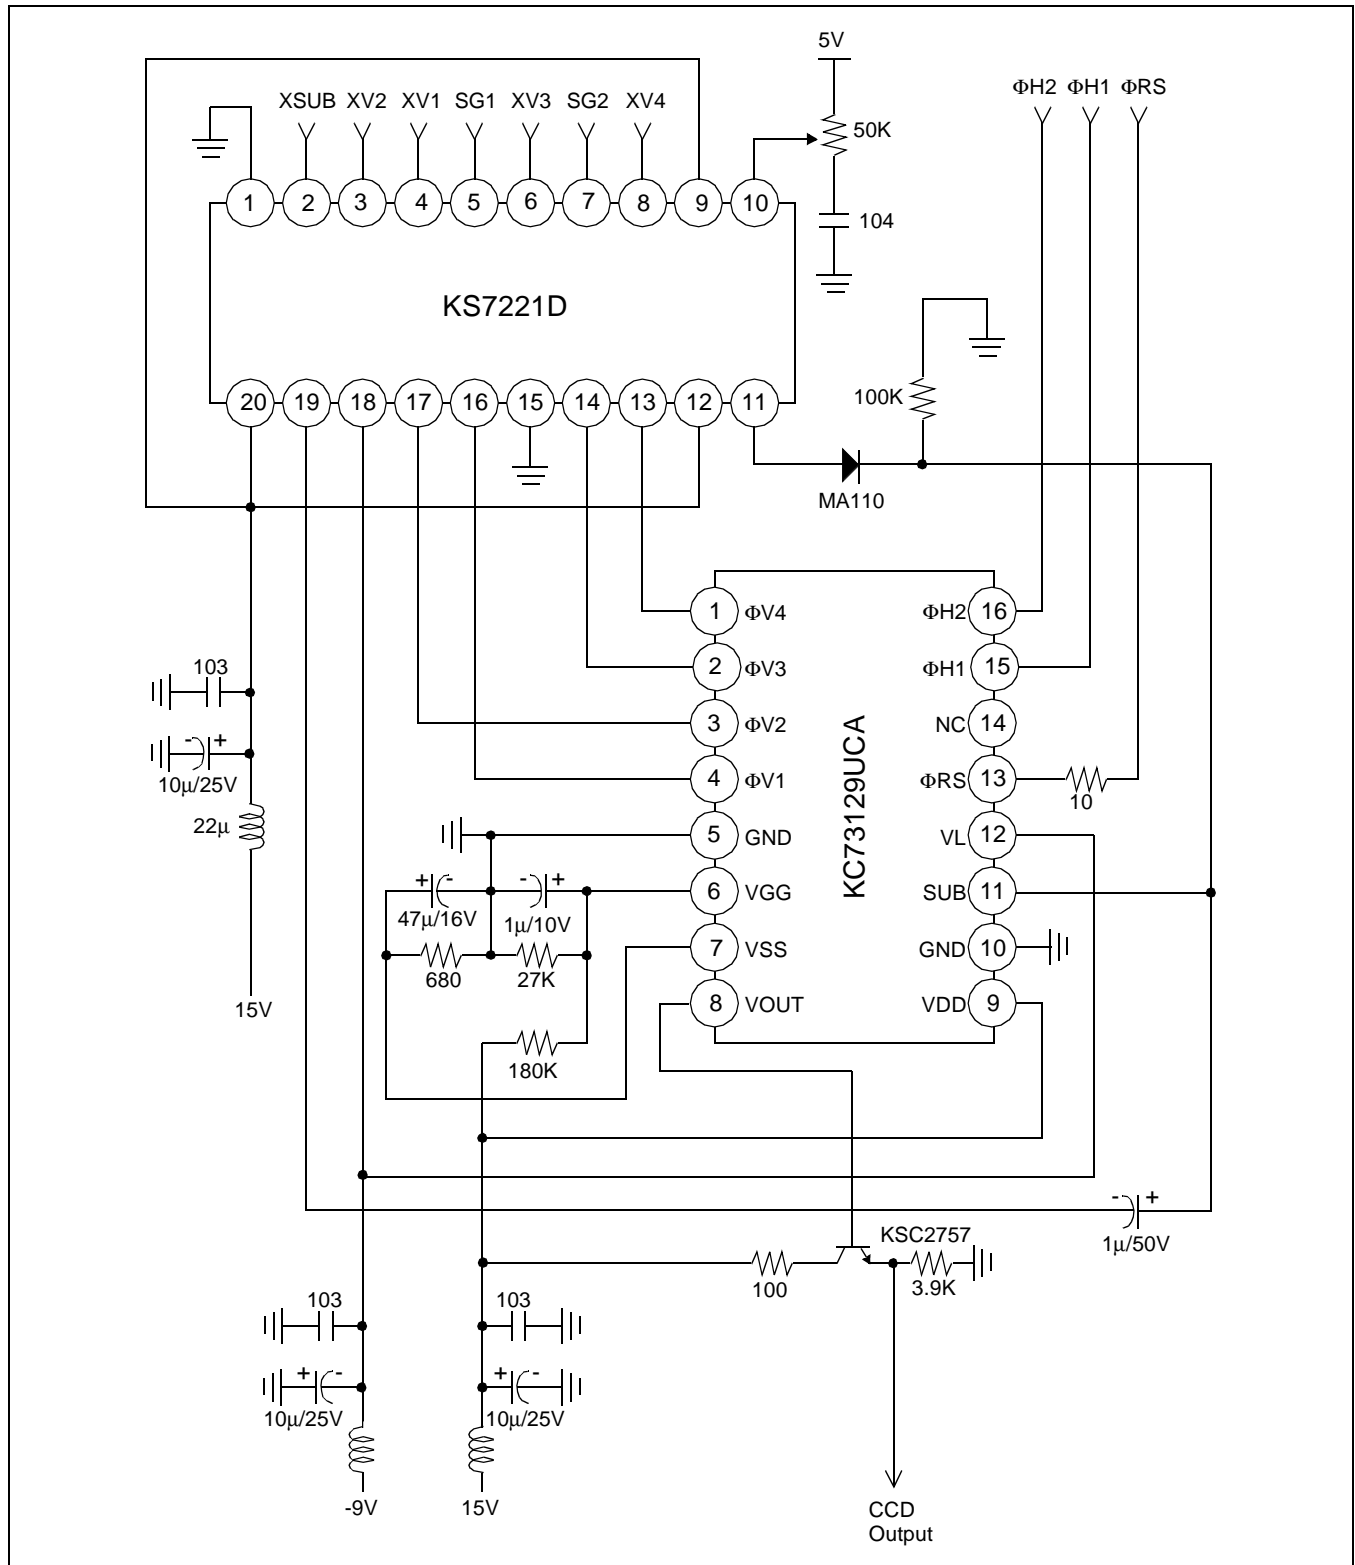 5V
ΦH2 ΦH1 ΦRS
XSUB XV2 XV1 SG1 XV3 SG2 XV4
50K
1 2 3 4 5 6 7 8 9 10
104
KS7221D
100K
20 19 18 17 16 15 14 13 12 11
MA110
1 ΦV4 ΦH2 16
103
2 ΦV3 ΦH1 15
3 ΦV2 NC 14
- +
10μ/25V
4 ΦV1 ΦRS 13
10
22μ
5 GND VL 12
KC73129UCA
+ - - +
6 VGG SUB 11
47μ/16V 1μ/10V
7 VSS GND 10
680 27K
15V
8 VOUT VDD 9
180K
- +
KSC2757
1μ/50V
100
3.9K
103 103
+ - + -
10μ/25V 10μ/25V
-9V 15V
CCD
Output